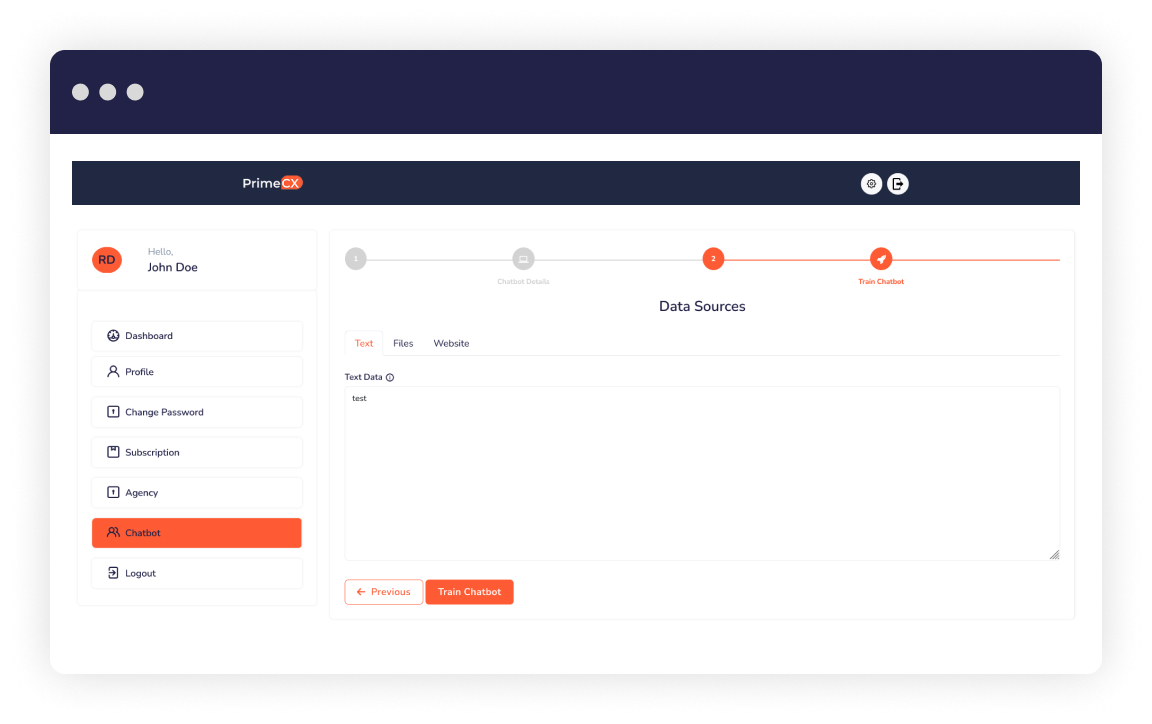 PrimeCX
RD
Hello,
John Doe
Dashboard
Profile
Change Password
Subscription
Agency
Chatbot
Logout
1
2
Chatbot Details
Train Chatbot
Data Sources
Text Files Website
Text Data
test
Previous Train Chatbot